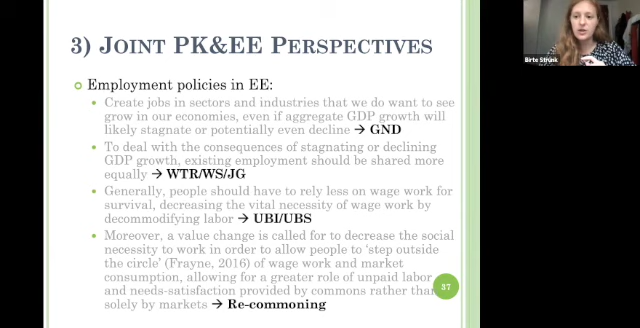 3) JOINT PK&EE PERSPECTIVES
Employment policies in EE:
Create jobs in sectors and industries that we do want to see
grow in our economies, even if aggregate GDP growth will
likely stagnate or potentially even decline → GND
To deal with the consequences of stagnating or declining
GDP growth, existing employment should be shared more
equally → WTR/WS/JG
Generally, people should have to rely less on wage work for
survival, decreasing the vital necessity of wage work by
decommodifying labor → UBI/UBS
Moreover, a value change is called for to decrease the social
necessity to work in order to allow people to 'step outside
the circle' (Frayne, 2016) of wage work and market
consumption, allowing for a greater role of unpaid labor
and needs-satisfaction provided by commons rather than
solely by markets → Re-commoning
37
Birte Strunk